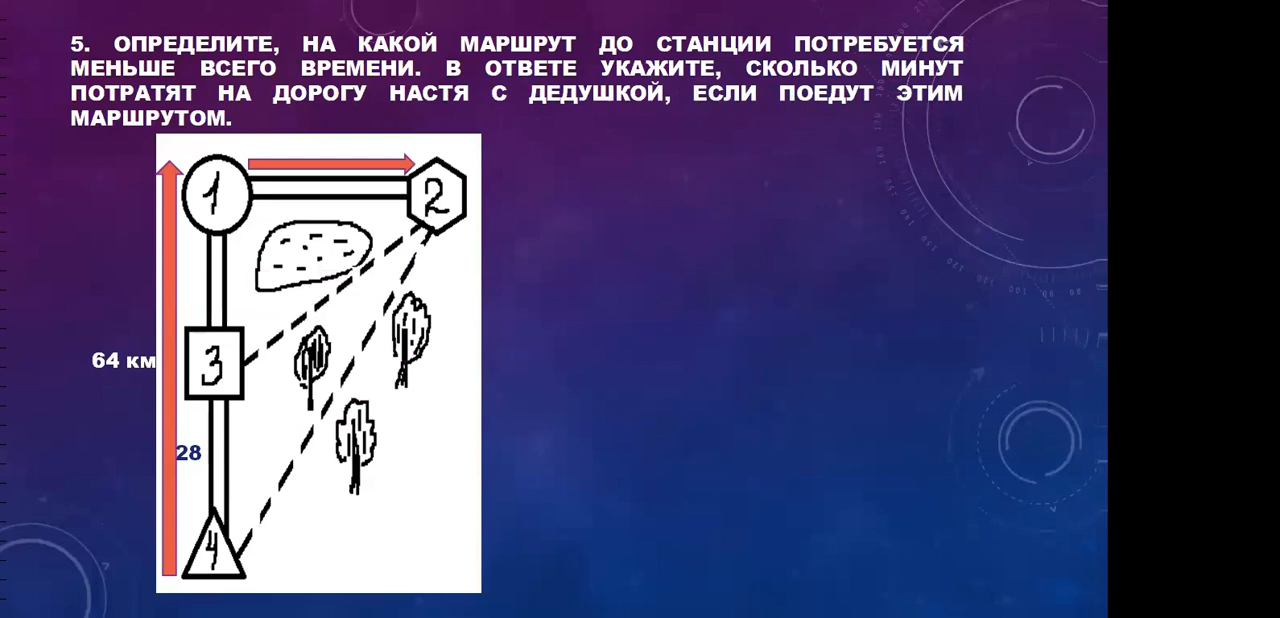 5. ОПРЕДЕЛИТЕ, НА КАКОЙ МАРШРУТ ДО СТАНЦИИ ПОТРЕБУЕТСЯ
МЕНЬШЕ ВСЕГО ВРЕМЕНИ. В ОТВЕТЕ УКАЖИТЕ, СКОЛЬКО МИНУТ
ПОТРАТЯТ НА ДОРОГУ НАСТЯ С ДЕДУШКОЙ, ЕСЛИ ПОЕДУТ ЭТИМ
МАРШРУТОМ.
1
2
64 км
3
28
4